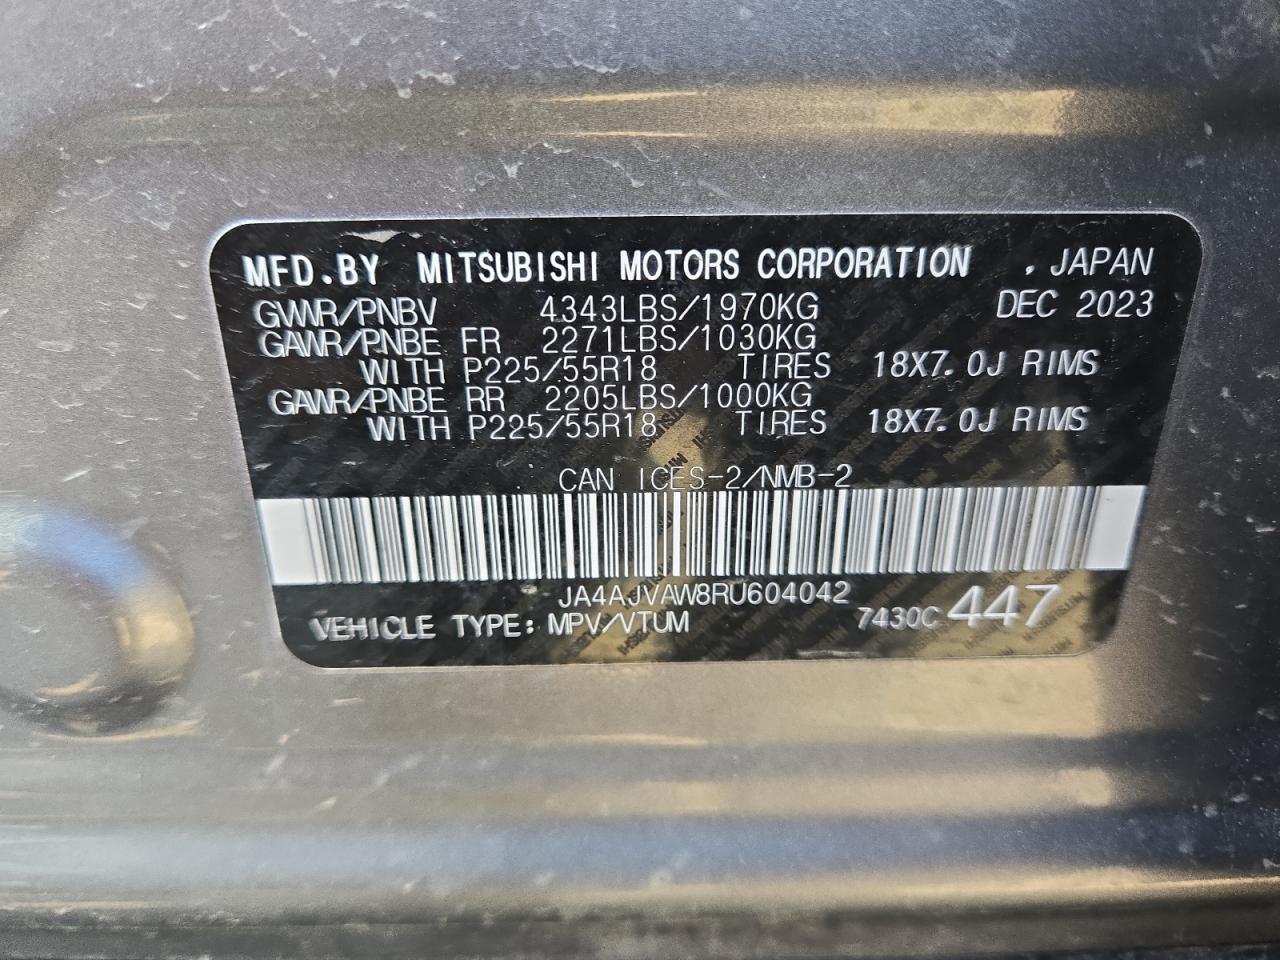 MFD.BY MITSUBISHI MOTORS CORPORATION , JAPAN
GVWR/PNBV 4343LBS/1970KG DEC 2023
GAWR/PNBE FR 2271LBS/1030KG
WITH P225/55R18 TIRES 18X7.0J RIMS
GAWR/PNBE RR 2205LBS/1000KG
WITH P225/55R18 TIRES 18X7.0J RIMS
CAN ICES-2/NMB-2
JA4AJVAW8RU604042
VEHICLE TYPE: MPV/VTUM 7430C 447